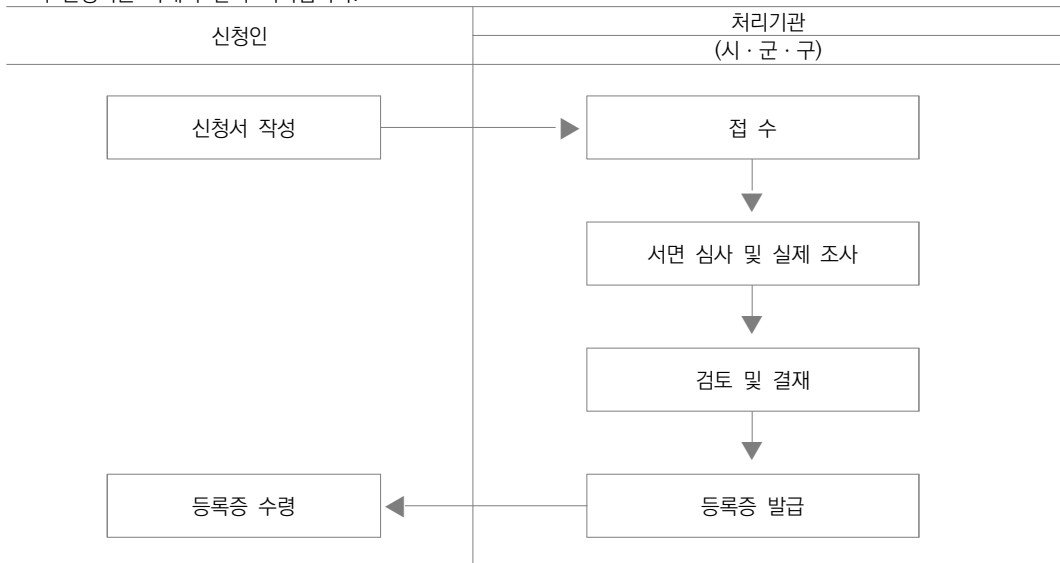 신청인
처리기관
(시ㆍ군ㆍ구)
신청서 작성
접 수
서면 심사 및 실제 조사
검토 및 결재
등록증 수령
등록증 발급